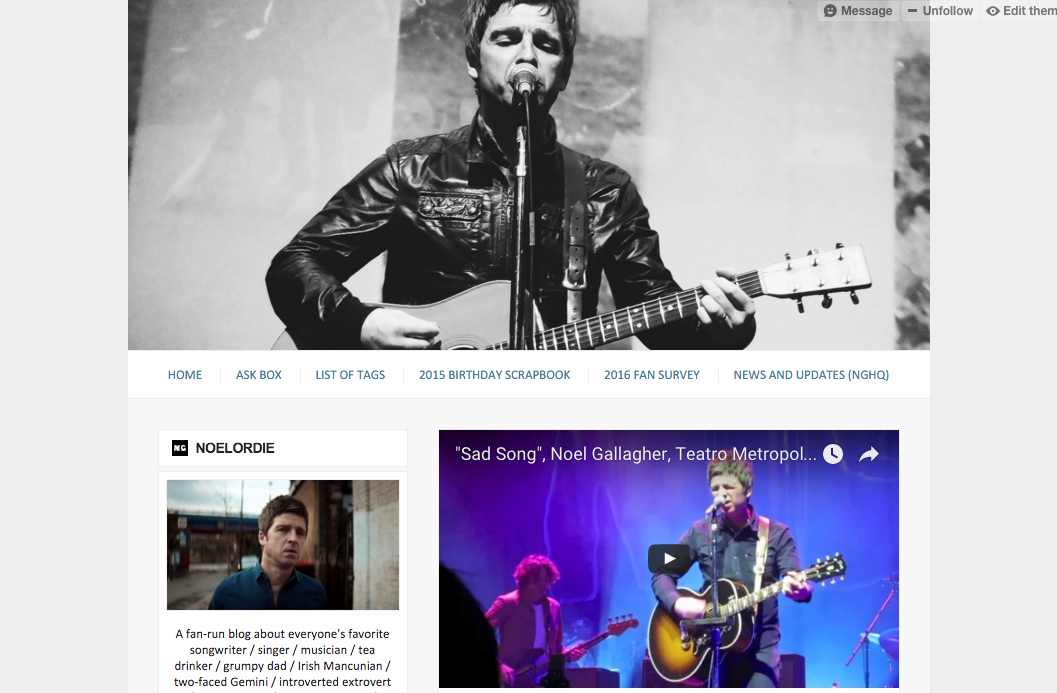 Message
Unfollow
Edit them
HOME
ASK BOX
LIST OF TAGS
2015 BIRTHDAY SCRAPBOOK
2016 FAN SURVEY
NEWS AND UPDATES (NGHQ)
NG NOELORDIE
"Sad Song", Noel Gallagher, Teatro Metropol...
A fan-run blog about everyone's favorite
songwriter / singer / musician / tea
drinker / grumpy dad / Irish Mancunian /
two-faced Gemini / introverted extrovert